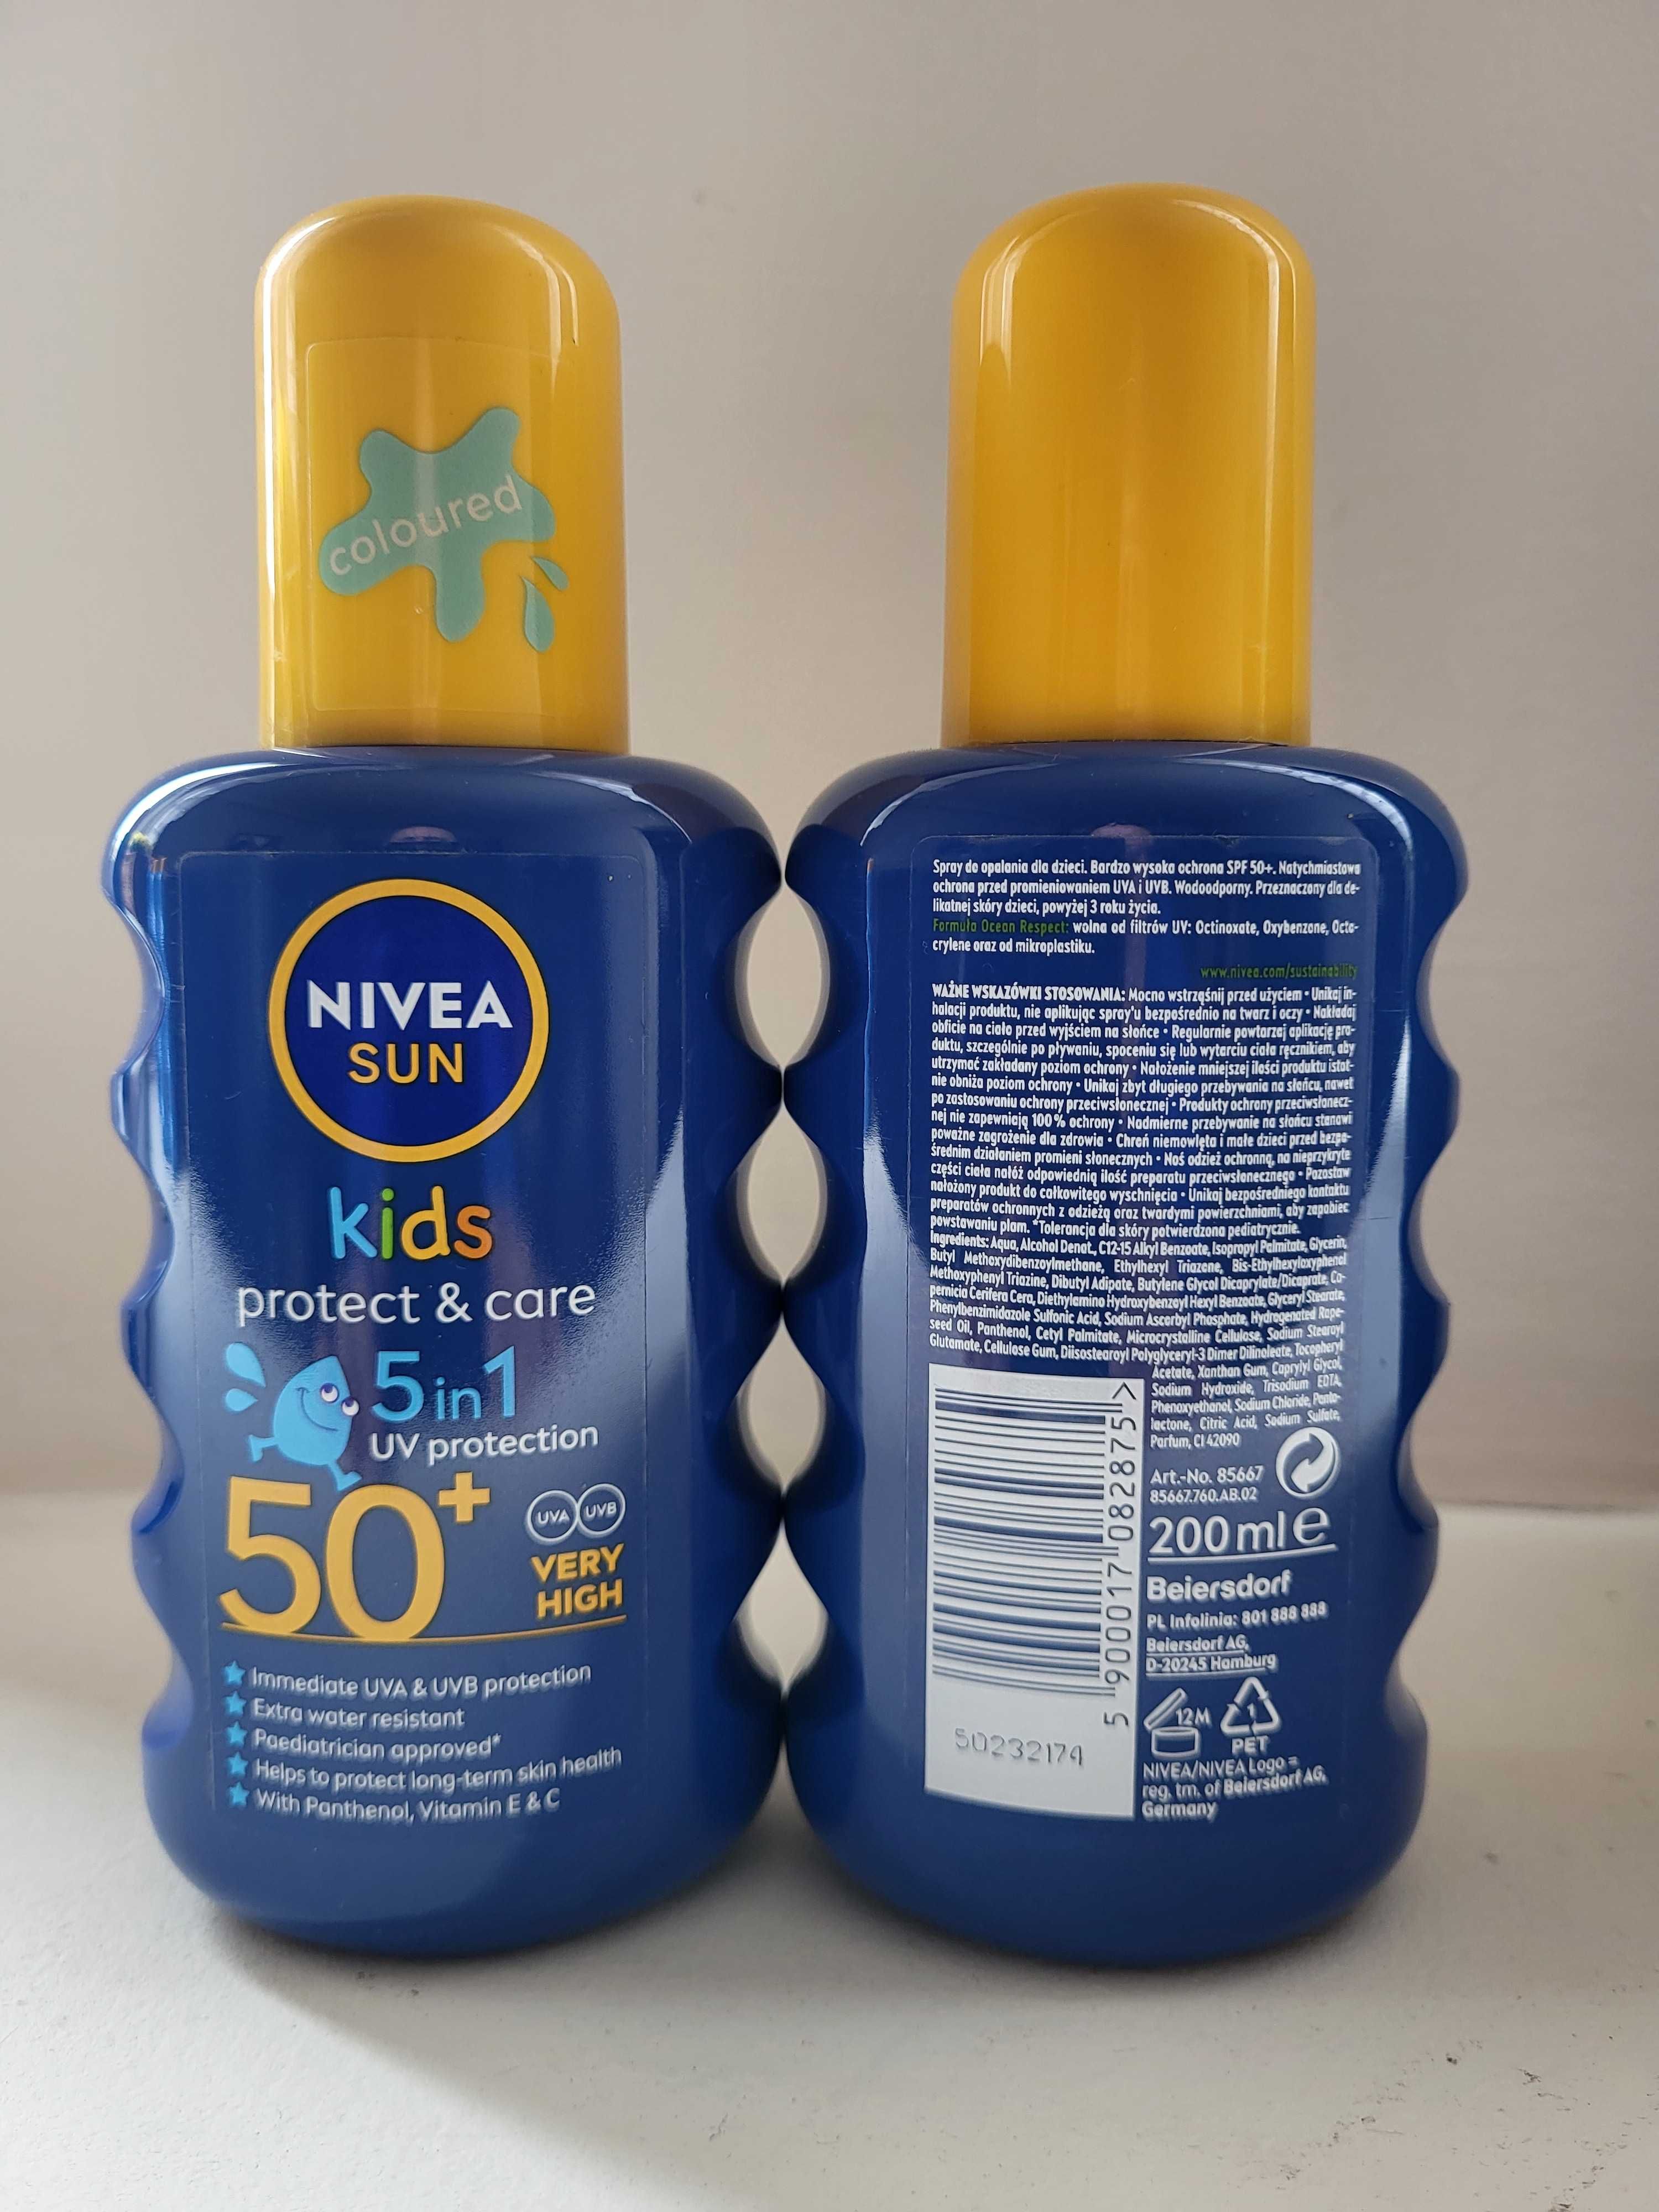 coloured
NIVEA
SUN
kids
protect & care
5in1
UV protection
50+
UVA UVB
VERY
HIGH
Immediate UVA & UVB protection
Extra water resistant
Paediatrician approved*
Helps to protect long-term skin health
With Panthenol, Vitamin E & C
Spray do opalania dla dzieci. Bardzo wysoka ochrona SPF 50+. Natychmiastowa
ochrona przed promieniowaniem UVA i UVB. Wodoodporny. Przeznaczony dla de-
likatnej skóry dzieci, powyżej 3 roku życia.
Formuła Ocean Respect: wolna od filtrów UV: Octinoxate, Oxybenzone, Octo-
crylene oraz od mikroplastiku.
www.nivea.com/sustainability
WAŻNE WSKAZÓWKI STOSOWANIA: Mocno wstrząśnij przed użyciem • Unikaj in-
halacji produktu, nie aplikując spray'u bezpośrednio na twarz i oczy • Nakładaj
obficie na ciało przed wyjściem na słońce • Regularnie powtarzaj aplikację pro-
duktu, szczególnie po pływaniu, spoceniu się lub wytarciu ciała ręcznikiem, aby
utrzymać zakładany poziom ochrony • Nałożenie mniejszej ilości produktu istot-
nie obniża poziom ochrony • Unikaj zbyt długiego przebywania na słońcu, nawet
po zastosowaniu ochrony przeciwsłonecznej • Produkty ochrony przeciwsłonecz-
nej nie zapewniają 100% ochrony • Nadmierne przebywanie na słońcu stanowi
poważne zagrożenie dla zdrowia • Chroń niemowlęta i małe dzieci przed bezpo-
średnim działaniem promieni słonecznych • Noś odzież ochronną, na nieprzykryte
części ciała nałóż odpowiednią ilość preparatu przeciwsłonecznego • Pozostaw
nałożony produkt do całkowitego wyschnięcia • Unikaj bezpośredniego kontaktu
preparatów ochronnych z odzieżą oraz twardymi powierzchniami, aby zapobiec
powstawaniu plam. *Tolerancja dla skóry potwierdzona pediatrycznie.
Ingredients: Aqua, Alcohol Denat., C12-15 Alkyl Benzoate, Isopropyl Palmitate, Glycerin,
Butyl Methoxydibenzoylmethane, Ethylhexyl Triazone, Bis-Ethylhexyloxyphenol
Methoxyphenyl Triazine, Dibutyl Adipate, Butylene Glycol Dicaprylate/Dicaprate, Co-
pernicia Cerifera Cera, Diethylamino Hydroxybenzoyl Hexyl Benzoate, Glyceryl Stearate,
Phenylbenzimidazole Sulfonic Acid, Sodium Ascorbyl Phosphate, Hydrogenated Rape-
seed Oil, Panthenol, Cetyl Palmitate, Microcrystalline Cellulose, Sodium Stearoyl
Glutamate, Cellulose Gum, Diisostearoyl Polyglyceryl-3 Dimer Dilinoleate, Tocopheryl
Acetate, Xanthan Gum, Caprylyl Glycol,
Sodium Hydroxide, Trisodium EDTA,
Phenoxyethanol, Sodium Chloride, Panto-
lactone, Citric Acid, Sodium Sulfate,
Parfum, CI 42090
Art.-No. 85667
85667.760.AB.02
200 ml e
Beiersdorf
PL Infolinia: 801 888 888
Beiersdorf AG,
D-20245 Hamburg
12M
1
PET
NIVEA/NIVEA Logo =
reg. tm. of Beiersdorf AG,
Germany
5 900017 082875 >
50232174